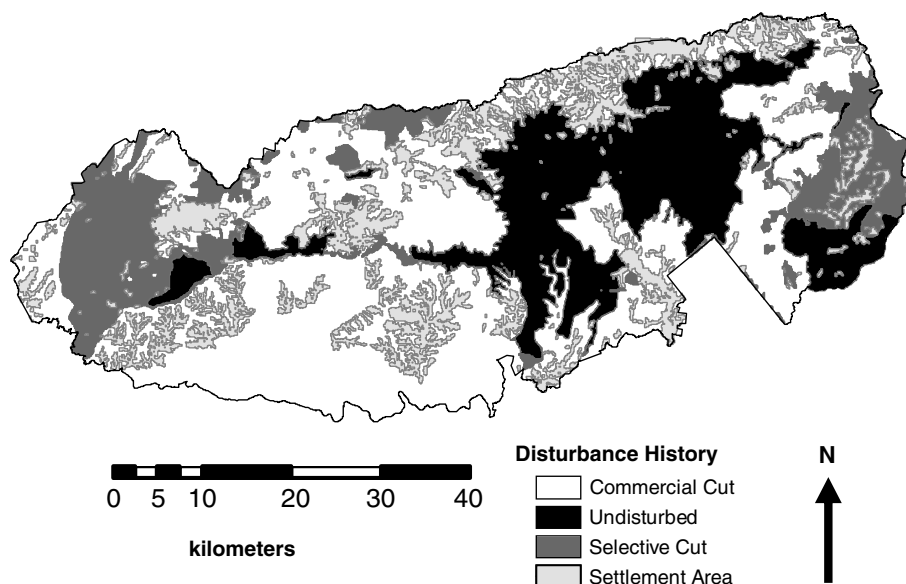 0 5 10 20 30 40
kilometers
Disturbance History
Commercial Cut
Undisturbed
Selective Cut
Settlement Area
N